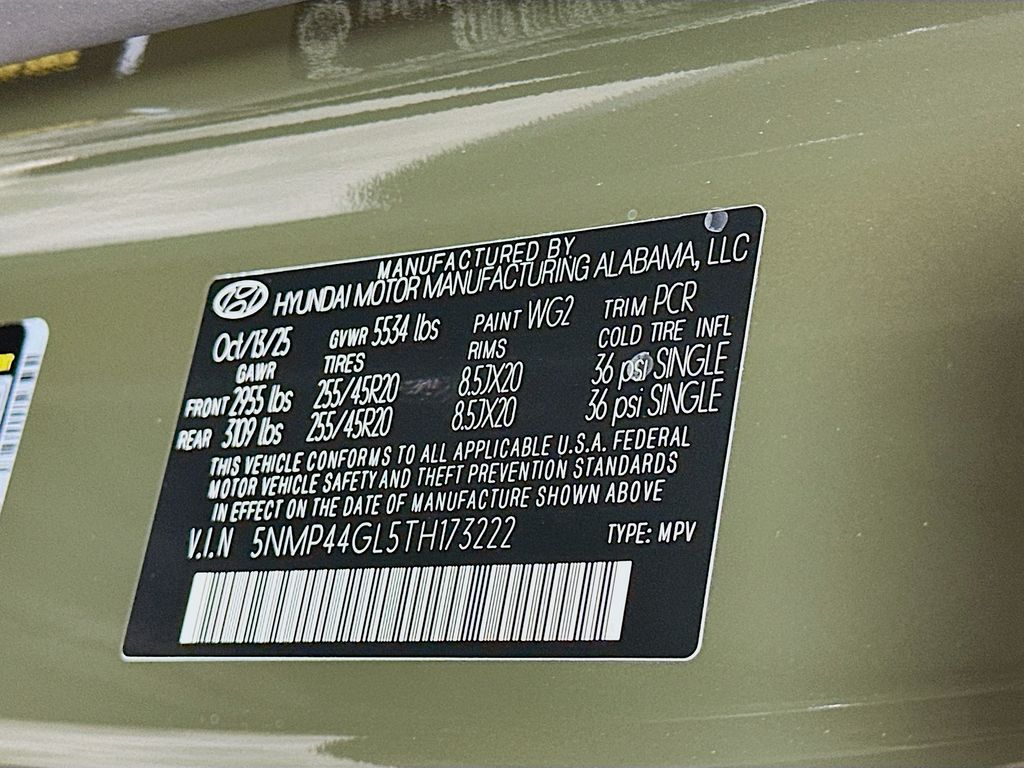 MANUFACTURED BY
HYUNDAI MOTOR MANUFACTURING ALABAMA, LLC
Oct/13/25 GVWR 5534 lbs PAINT WG2 TRIM PCR
GAWR TIRES RIMS COLD TIRE INFL
FRONT 2955 lbs 255/45R20 8.5JX20 36 psi SINGLE
REAR 3109 lbs 255/45R20 8.5JX20 36 psi SINGLE
THIS VEHICLE CONFORMS TO ALL APPLICABLE U.S.A. FEDERAL
MOTOR VEHICLE SAFETY AND THEFT PREVENTION STANDARDS
IN EFFECT ON THE DATE OF MANUFACTURE SHOWN ABOVE
V.I.N 5NMP44GL5TH173222 TYPE: MPV